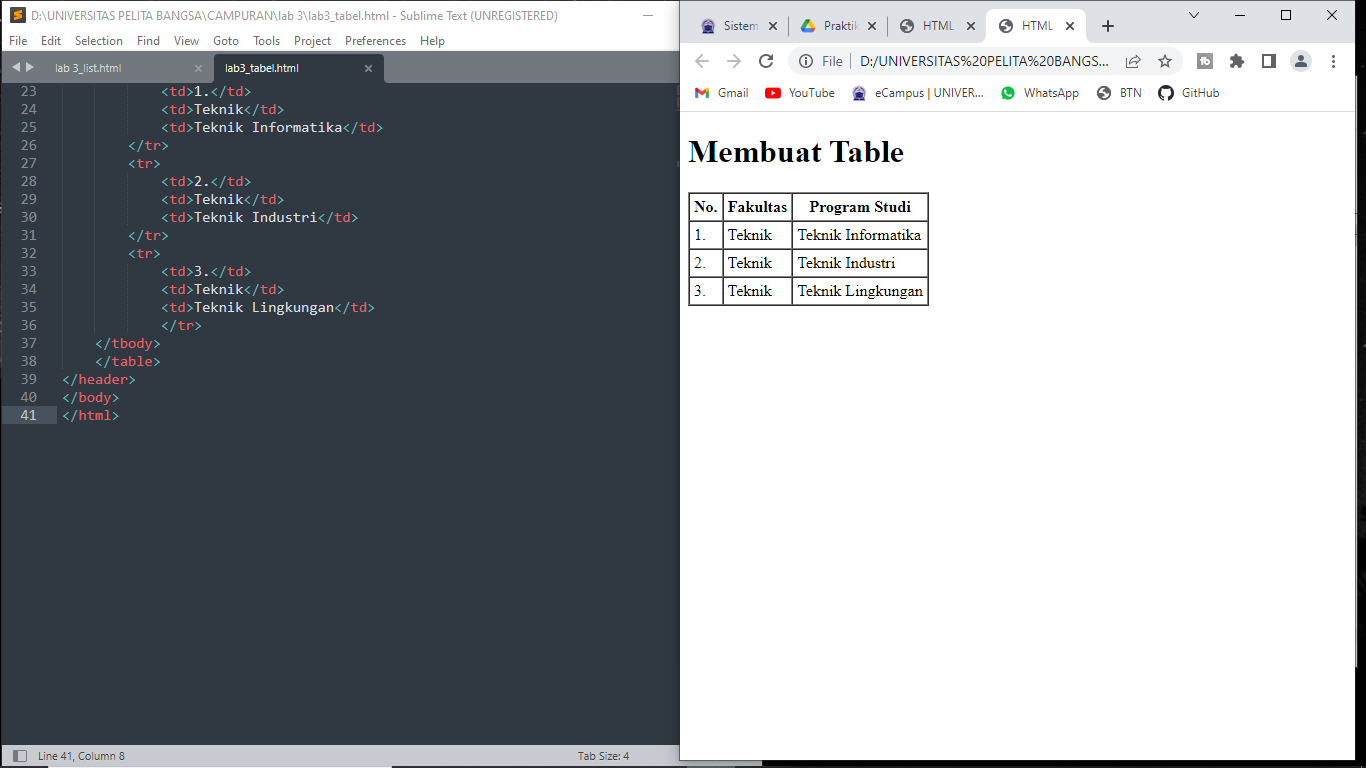 D:\UNIVERSITAS PELITA BANGSA\CAMPURAN\lab 3\lab3_tabel.html - Sublime Text (UNREGISTERED)
File Edit Selection Find View Goto Tools Project Preferences Help
lab 3_list.html
lab3_tabel.html
23 <td>1.</td>
24 <td>Teknik</td>
25 <td>Teknik Informatika</td>
26 </tr>
27 <tr>
28 <td>2.</td>
29 <td>Teknik</td>
30 <td>Teknik Industri</td>
31 </tr>
32 <tr>
33 <td>3.</td>
34 <td>Teknik</td>
35 <td>Teknik Lingkungan</td>
36 </tr>
37 </tbody>
38 </table>
39 </header>
40 </body>
41 </html>
Line 41, Column 8
Tab Size: 4
Sistem
Praktik
HTML
HTML
File
D:/UNIVERSITAS%20PELITA%20BANGS...
Gmail
YouTube
eCampus | UNIVER...
WhatsApp
BTN
GitHub
Membuat Table
No. Fakultas Program Studi
1. Teknik Teknik Informatika
2. Teknik Teknik Industri
3. Teknik Teknik Lingkungan